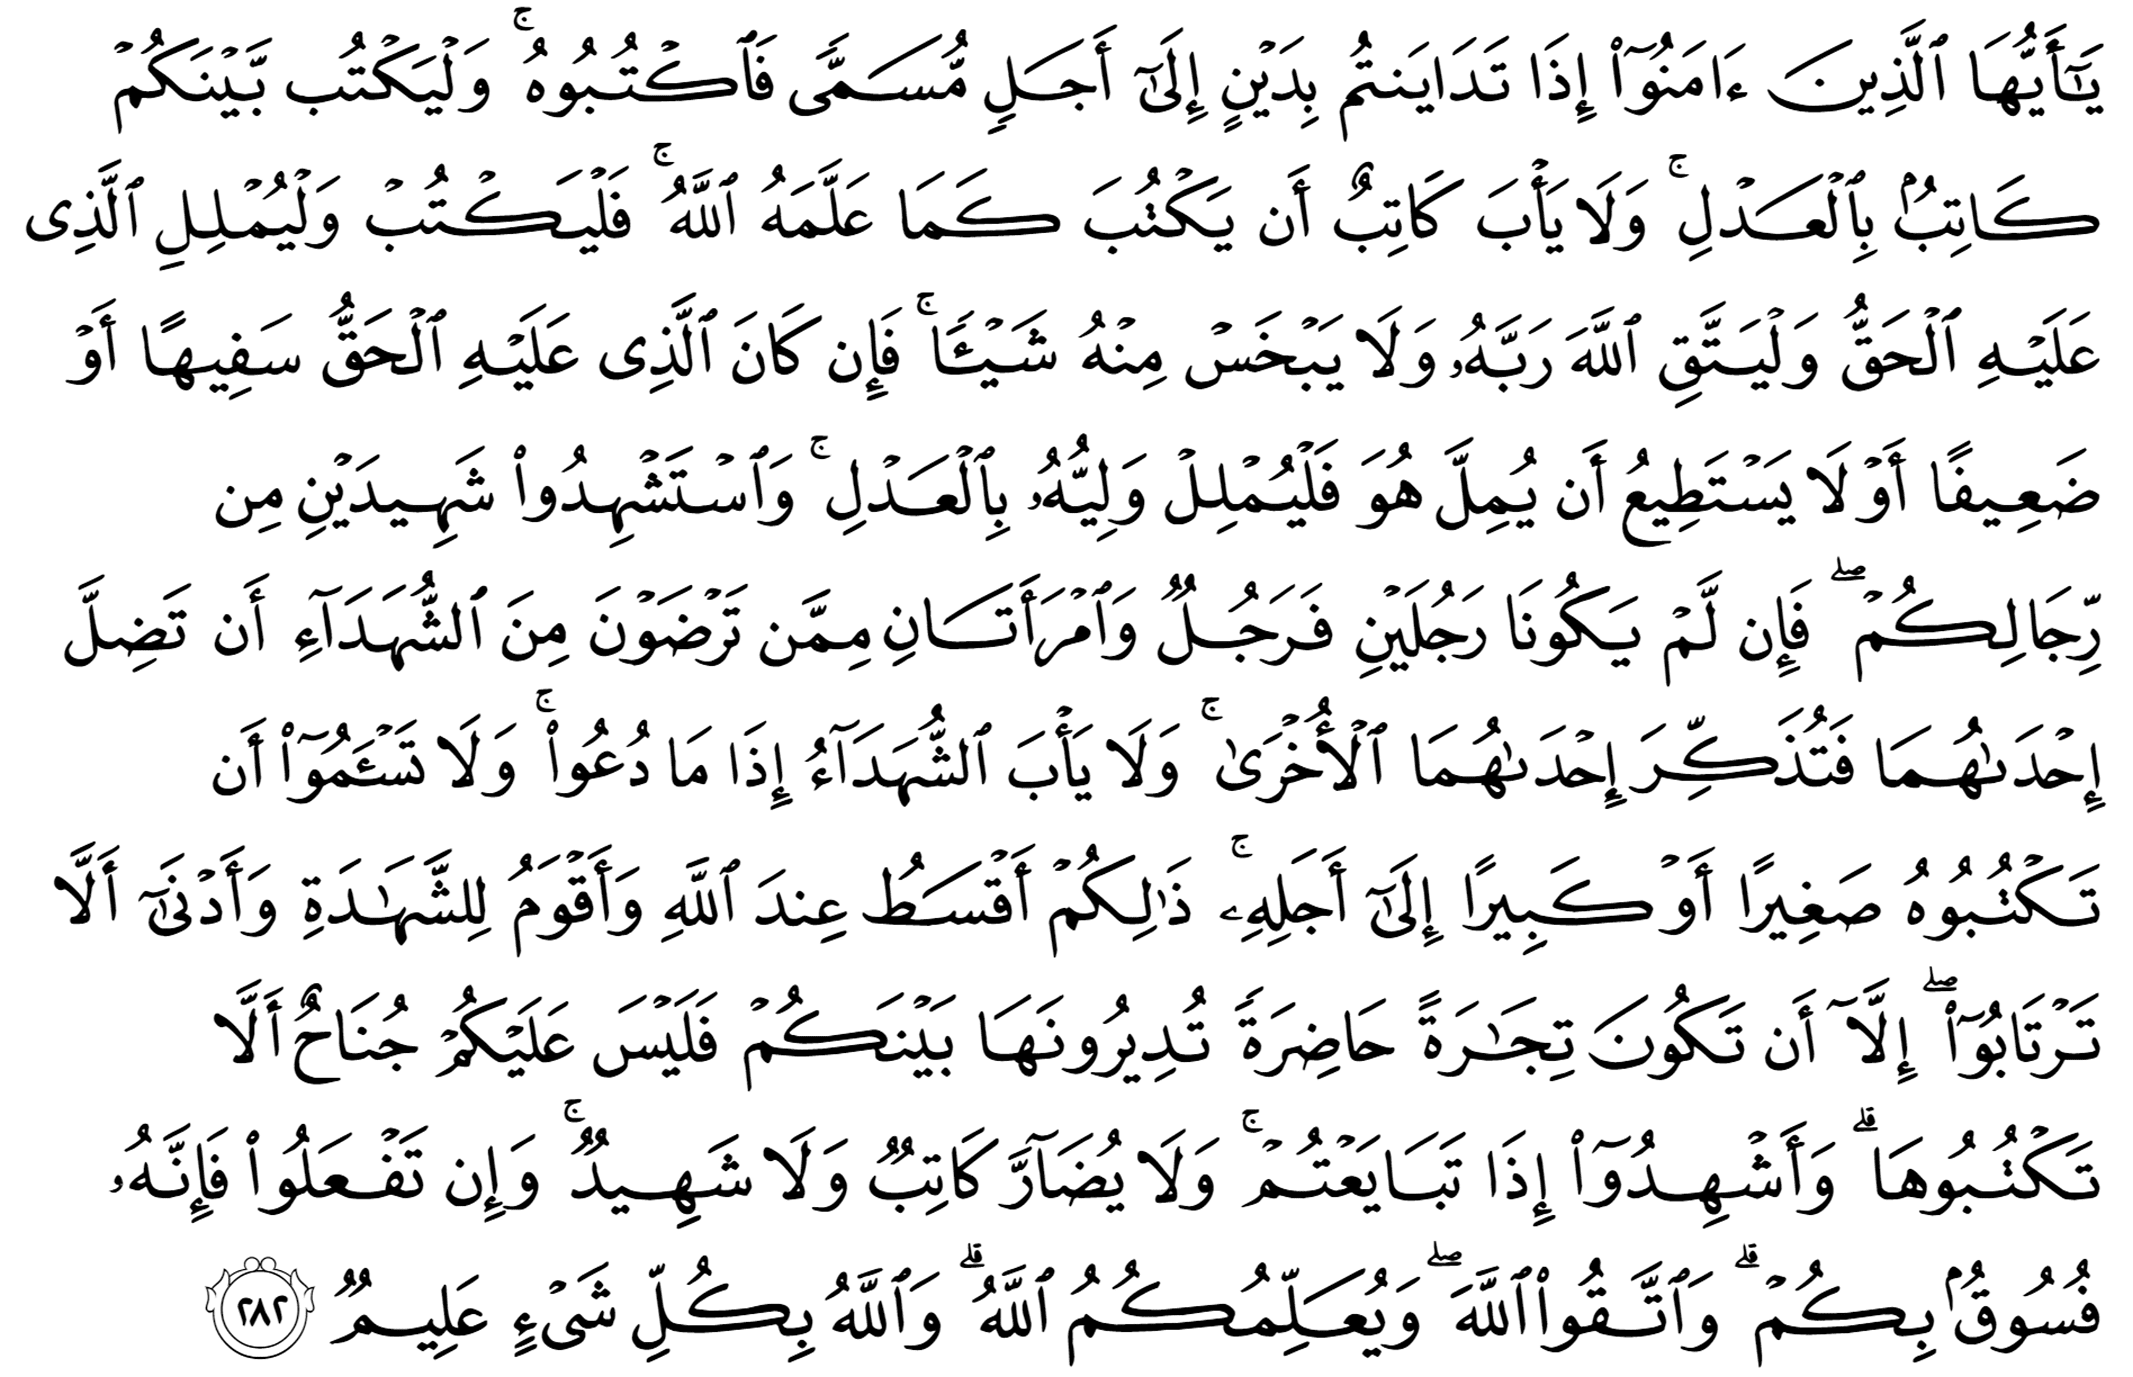 يَـٰٓأَيُّهَا ٱلَّذِينَ ءَامَنُوٓا۟ إِذَا تَدَايَنتُم بِدَيْنٍ إِلَىٰٓ أَجَلٍ مُّسَمًّى فَٱكْتُبُوهُ ۚ وَلْيَكْتُب بَّيْنَكُمْ
كَاتِبٌۢ بِٱلْعَدْلِ ۚ وَلَا يَأْبَ كَاتِبٌ أَن يَكْتُبَ كَمَا عَلَّمَهُ ٱللَّهُ ۚ فَلْيَكْتُبْ وَلْيُمْلِلِ ٱلَّذِى
عَلَيْهِ ٱلْحَقُّ وَلْيَتَّقِ ٱللَّهَ رَبَّهُۥ وَلَا يَبْخَسْ مِنْهُ شَيْـًٔا ۚ فَإِن كَانَ ٱلَّذِى عَلَيْهِ ٱلْحَقُّ سَفِيهًا أَوْ
ضَعِيفًا أَوْ لَا يَسْتَطِيعُ أَن يُمِلَّ هُوَ فَلْيُمْلِلْ وَلِيُّهُۥ بِٱلْعَدْلِ ۚ وَٱسْتَشْهِدُوا۟ شَهِيدَيْنِ مِن
رِّجَالِكُمْ ۖ فَإِن لَّمْ يَكُونَا رَجُلَيْنِ فَرَجُلٌ وَٱمْرَأَتَانِ مِمَّن تَرْضَوْنَ مِنَ ٱلشُّهَدَآءِ أَن تَضِلَّ
إِحْدَىٰهُمَا فَتُذَكِّرَ إِحْدَىٰهُمَا ٱلْأُخْرَىٰ ۚ وَلَا يَأْبَ ٱلشُّهَدَآءُ إِذَا مَا دُعُوا۟ ۚ وَلَا تَسْـَٔمُوٓا۟ أَن
تَكْتُبُوهُ صَغِيرًا أَوْ كَبِيرًا إِلَىٰٓ أَجَلِهِۦ ۚ ذَٰلِكُمْ أَقْسَطُ عِندَ ٱللَّهِ وَأَقْوَمُ لِلشَّهَـٰدَةِ وَأَدْنَىٰٓ أَلَّا
تَرْتَابُوٓا۟ ۖ إِلَّآ أَن تَكُونَ تِجَـٰرَةً حَاضِرَةً تُدِيرُونَهَا بَيْنَكُمْ فَلَيْسَ عَلَيْكُمْ جُنَاحٌ أَلَّا
تَكْتُبُوهَا ۗ وَأَشْهِدُوٓا۟ إِذَا تَبَايَعْتُمْ ۚ وَلَا يُضَآرَّ كَاتِبٌ وَلَا شَهِيدٌ ۚ وَإِن تَفْعَلُوا۟ فَإِنَّهُۥ
فُسُوقٌۢ بِكُمْ ۗ وَٱتَّقُوا۟ ٱللَّهَ ۖ وَيُعَلِّمُكُمُ ٱللَّهُ ۗ وَٱللَّهُ بِكُلِّ شَىْءٍ عَلِيمٌ ٢٨٢